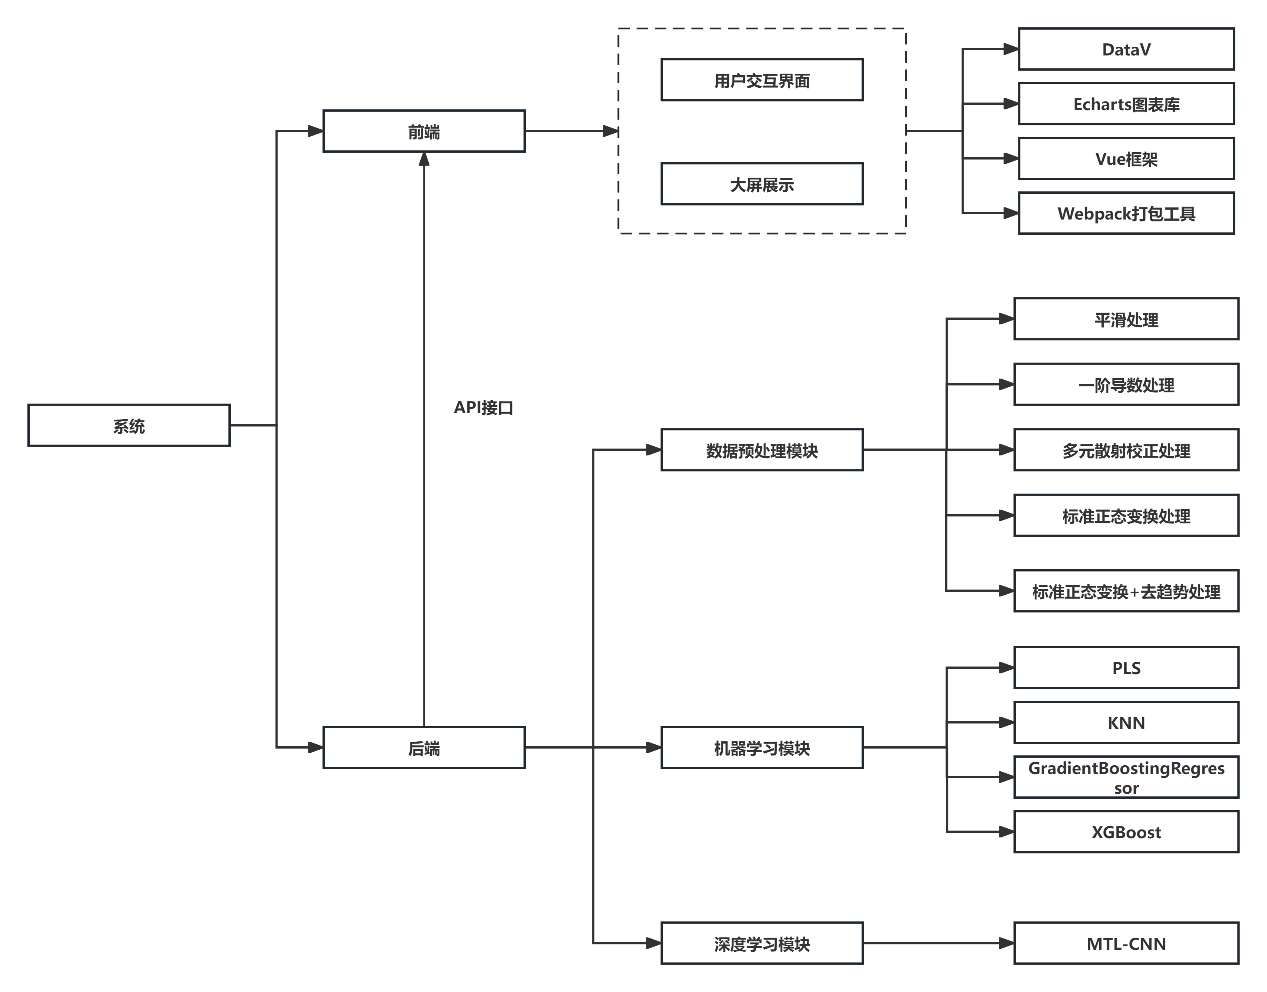 DataV
用户交互界面
Echarts图表库
前端
Vue框架
大屏展示
Webpack打包工具
平滑处理
一阶导数处理
API接口
系统
数据预处理模块
多元散射校正处理
标准正态变换处理
标准正态变换+去趋势处理
PLS
KNN
后端
机器学习模块
GradientBoostingRegres
sor
XGBoost
深度学习模块
MTL-CNN